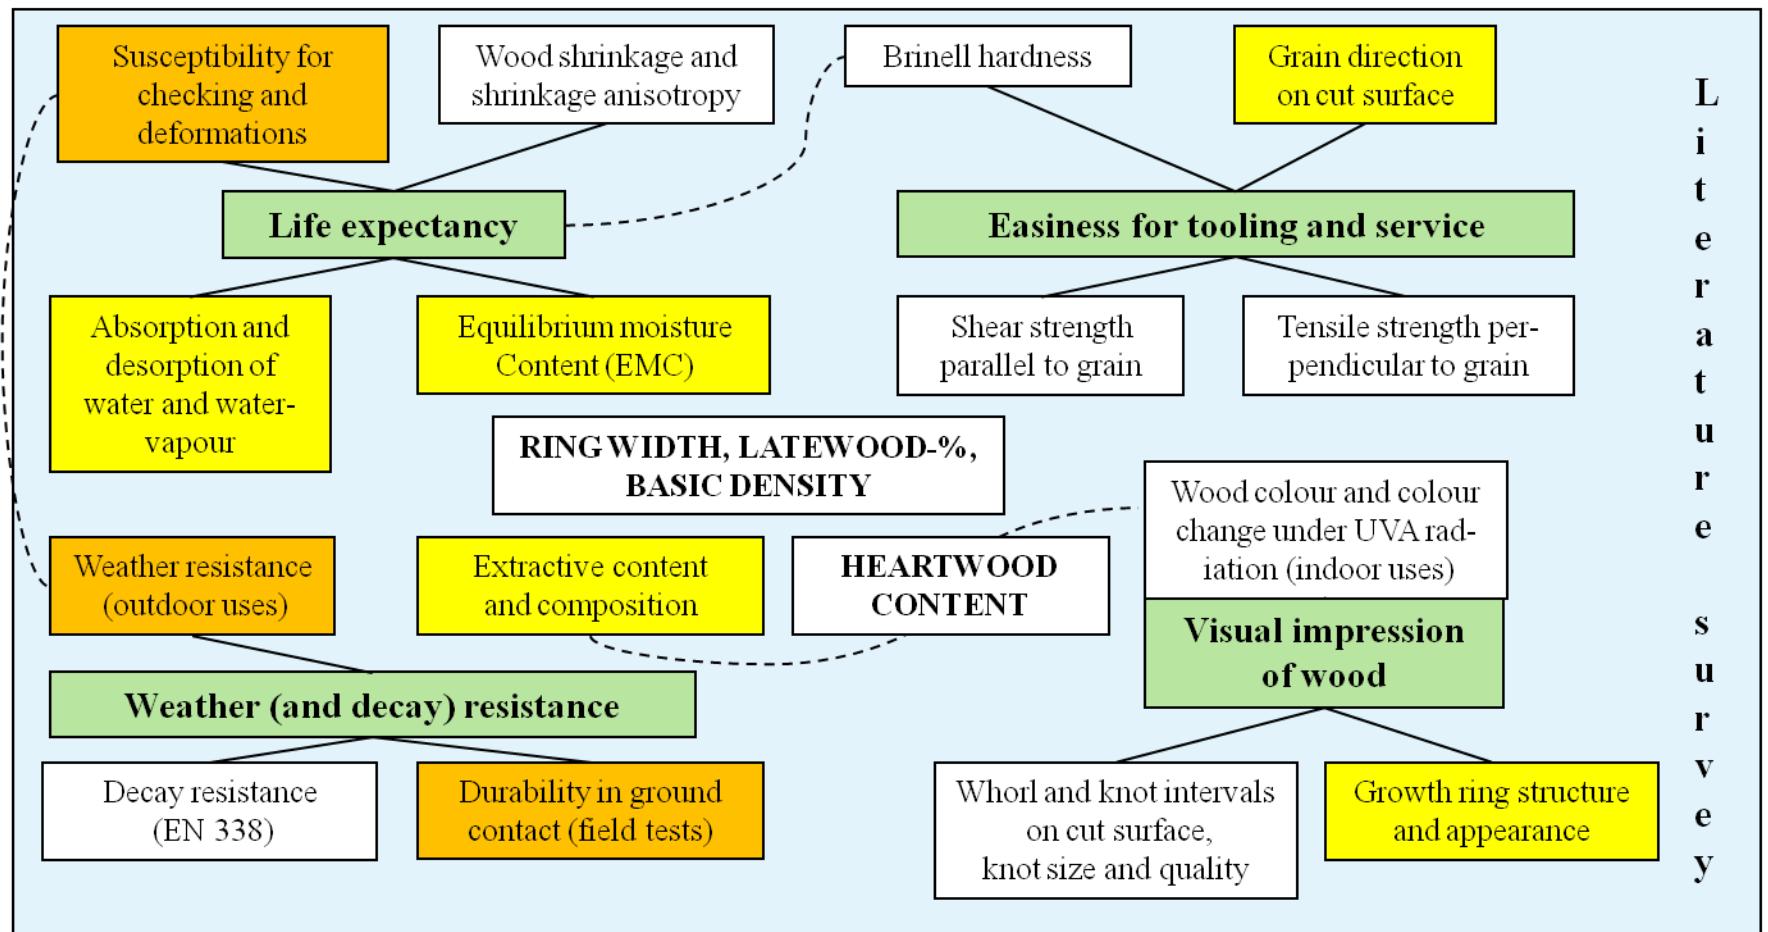 Susceptibility for
checking and
deformations
Wood shrinkage and
shrinkage anisotropy
Brinell hardness
Grain direction
on cut surface
Life expectancy
Easiness for tooling and service
Absorption and
desorption of
water and water-
vapour
Equilibrium moisture
Content (EMC)
Shear strength
parallel to grain
Tensile strength per-
pendicular to grain
RING WIDTH, LATEWOOD-%,
BASIC DENSITY
Wood colour and colour
change under UVA rad-
iation (indoor uses)
Weather resistance
(outdoor uses)
Extractive content
and composition
HEARTWOOD
CONTENT
Visual impression
of wood
Weather (and decay) resistance
Decay resistance
(EN 338)
Durability in ground
contact (field tests)
Whorl and knot intervals
on cut surface,
knot size and quality
Growth ring structure
and appearance
Literature survey